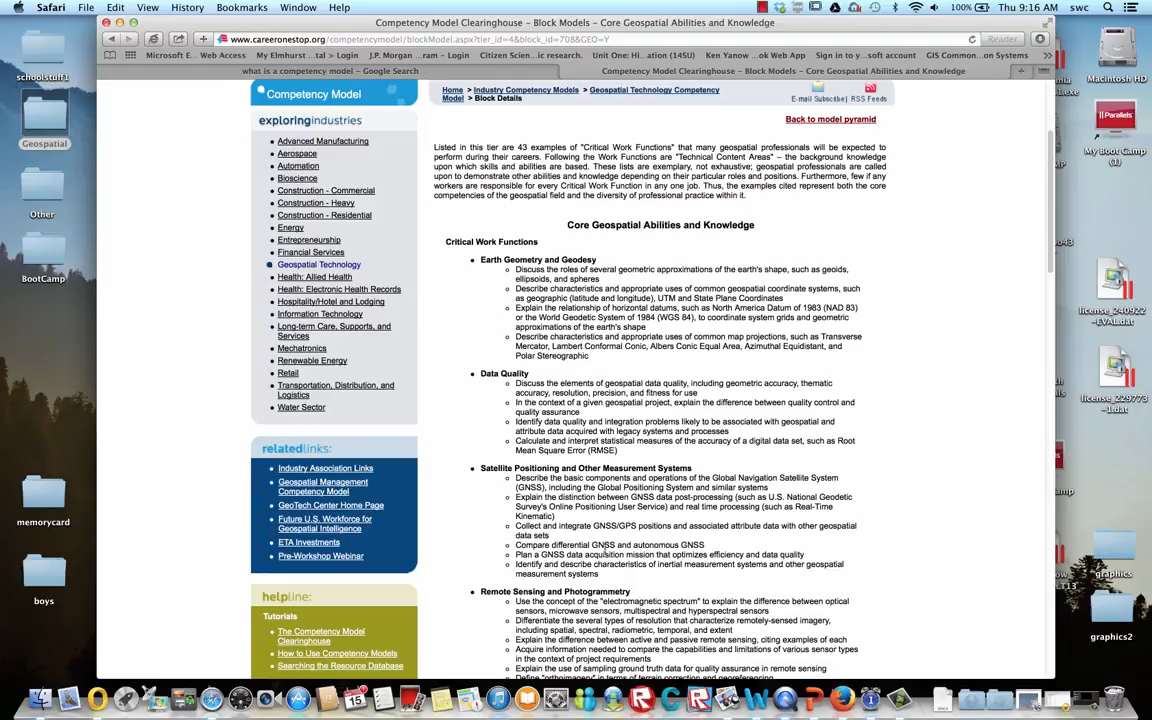 Safari File Edit View History Bookmarks Window Help 100% Thu 9:16 AM swc
Competency Model Clearinghouse – Block Models – Core Geospatial Abilities and Knowledge
www.careeronestop.org/competencymodel/blockModel.aspx?tier_id=4&block_id=708&GEO=Y Reader
Microsoft E... Web Access My Elmhurst ...tal > Login J.P. Morgan ...ram - Login Citizen Scien...ic research. Unit One: Hi...ation (14SU) Ken Yanow ...ok Web App Sign in to y...soft account GIS Common Systems
what is a competency model – Google Search
Competency Model Clearinghouse – Block Models – Core Geospatial Abilities and Knowledge
schoolstuff1
Geospatial
Other
BootCamp
memorycard
boys
Competency Model
exploringindustries
Advanced Manufacturing
Aerospace
Automation
Bioscience
Construction - Commercial
Construction - Heavy
Construction - Residential
Energy
Entrepreneurship
Financial Services
Geospatial Technology
Health: Allied Health
Health: Electronic Health Records
Hospitality/Hotel and Lodging
Information Technology
Long-term Care, Supports, and
Services
Mechatronics
Renewable Energy
Retail
Transportation, Distribution, and
Logistics
Water Sector
relatedlinks:
Industry Association Links
Geospatial Management
Competency Model
GeoTech Center Home Page
Future U.S. Workforce for
Geospatial Intelligence
ETA Investments
Pre-Workshop Webinar
helpline:
Tutorials
The Competency Model
Clearinghouse
How to Use Competency Models
Searching the Resource Database
Home > Industry Competency Models > Geospatial Technology Competency
Model > Block Details
E-mail Subscribe| RSS Feeds
Back to model pyramid
Listed in this tier are 43 examples of "Critical Work Functions" that many geospatial professionals will be expected to
perform during their careers. Following the Work Functions are "Technical Content Areas" – the background knowledge
upon which skills and abilities are based. These lists are exemplary, not exhaustive; geospatial professionals are called
upon to demonstrate other abilities and knowledge depending on their particular roles and positions. Furthermore, few if any
workers are responsible for every Critical Work Function in any one job. Thus, the examples cited represent both the core
competencies of the geospatial field and the diversity of professional practice within it.
Core Geospatial Abilities and Knowledge
Critical Work Functions
Earth Geometry and Geodesy
Discuss the roles of several geometric approximations of the earth's shape, such as geoids,
ellipsoids, and spheres
Describe characteristics and appropriate uses of common geospatial coordinate systems, such
as geographic (latitude and longitude), UTM and State Plane Coordinates
Explain the relationship of horizontal datums, such as North America Datum of 1983 (NAD 83)
or the World Geodetic System of 1984 (WGS 84), to coordinate system grids and geometric
approximations of the earth's shape
Describe characteristics and appropriate uses of common map projections, such as Transverse
Mercator, Lambert Conformal Conic, Albers Conic Equal Area, Azimuthal Equidistant, and
Polar Stereographic
Data Quality
Discuss the elements of geospatial data quality, including geometric accuracy, thematic
accuracy, resolution, precision, and fitness for use
In the context of a given geospatial project, explain the difference between quality control and
quality assurance
Identify data quality and integration problems likely to be associated with geospatial and
attribute data acquired with legacy systems and processes
Calculate and interpret statistical measures of the accuracy of a digital data set, such as Root
Mean Square Error (RMSE)
Satellite Positioning and Other Measurement Systems
Describe the basic components and operations of the Global Navigation Satellite System
(GNSS), including the Global Positioning System and similar systems
Explain the distinction between GNSS data post-processing (such as U.S. National Geodetic
Survey's Online Positioning User Service) and real time processing (such as Real-Time
Kinematic)
Collect and integrate GNSS/GPS positions and associated attribute data with other geospatial
data sets
Compare differential GNSS and autonomous GNSS
Plan a GNSS data acquisition mission that optimizes efficiency and data quality
Identify and describe characteristics of inertial measurement systems and other geospatial
measurement systems
Remote Sensing and Photogrammetry
Use the concept of the "electromagnetic spectrum" to explain the difference between optical
sensors, microwave sensors, multispectral and hyperspectral sensors
Differentiate the several types of resolution that characterize remotely-sensed imagery,
including spatial, spectral, radiometric, temporal, and extent
Explain the difference between active and passive remote sensing, citing examples of each
Acquire information needed to compare the capabilities and limitations of various sensor types
in the context of project requirements
Explain the use of sampling ground truth data for quality assurance in remote sensing
Define "orthoimagery" in terms of terrain correction and georeferencing
Macintosh HD
Parallels
My Boot Camp
(1)
license_240922
-EVAL.dat
license_229773
-1.dat
graphics
graphics2